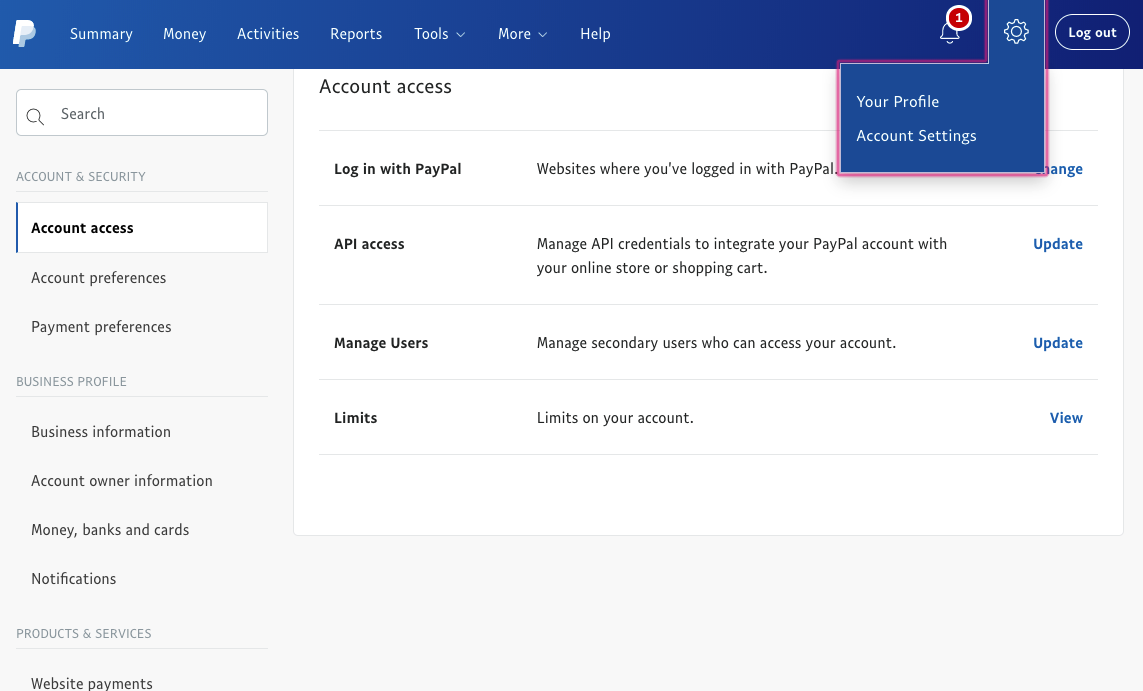 Summary Money Activities Reports Tools More Help 1 Log out
Your Profile
Account Settings
Search
ACCOUNT & SECURITY
Account access
Account preferences
Payment preferences
BUSINESS PROFILE
Business information
Account owner information
Money, banks and cards
Notifications
PRODUCTS & SERVICES
Website payments
Account access
Log in with PayPal Websites where you've logged in with PayPal. hange
API access Manage API credentials to integrate your PayPal account with Update
your online store or shopping cart.
Manage Users Manage secondary users who can access your account. Update
Limits Limits on your account. View